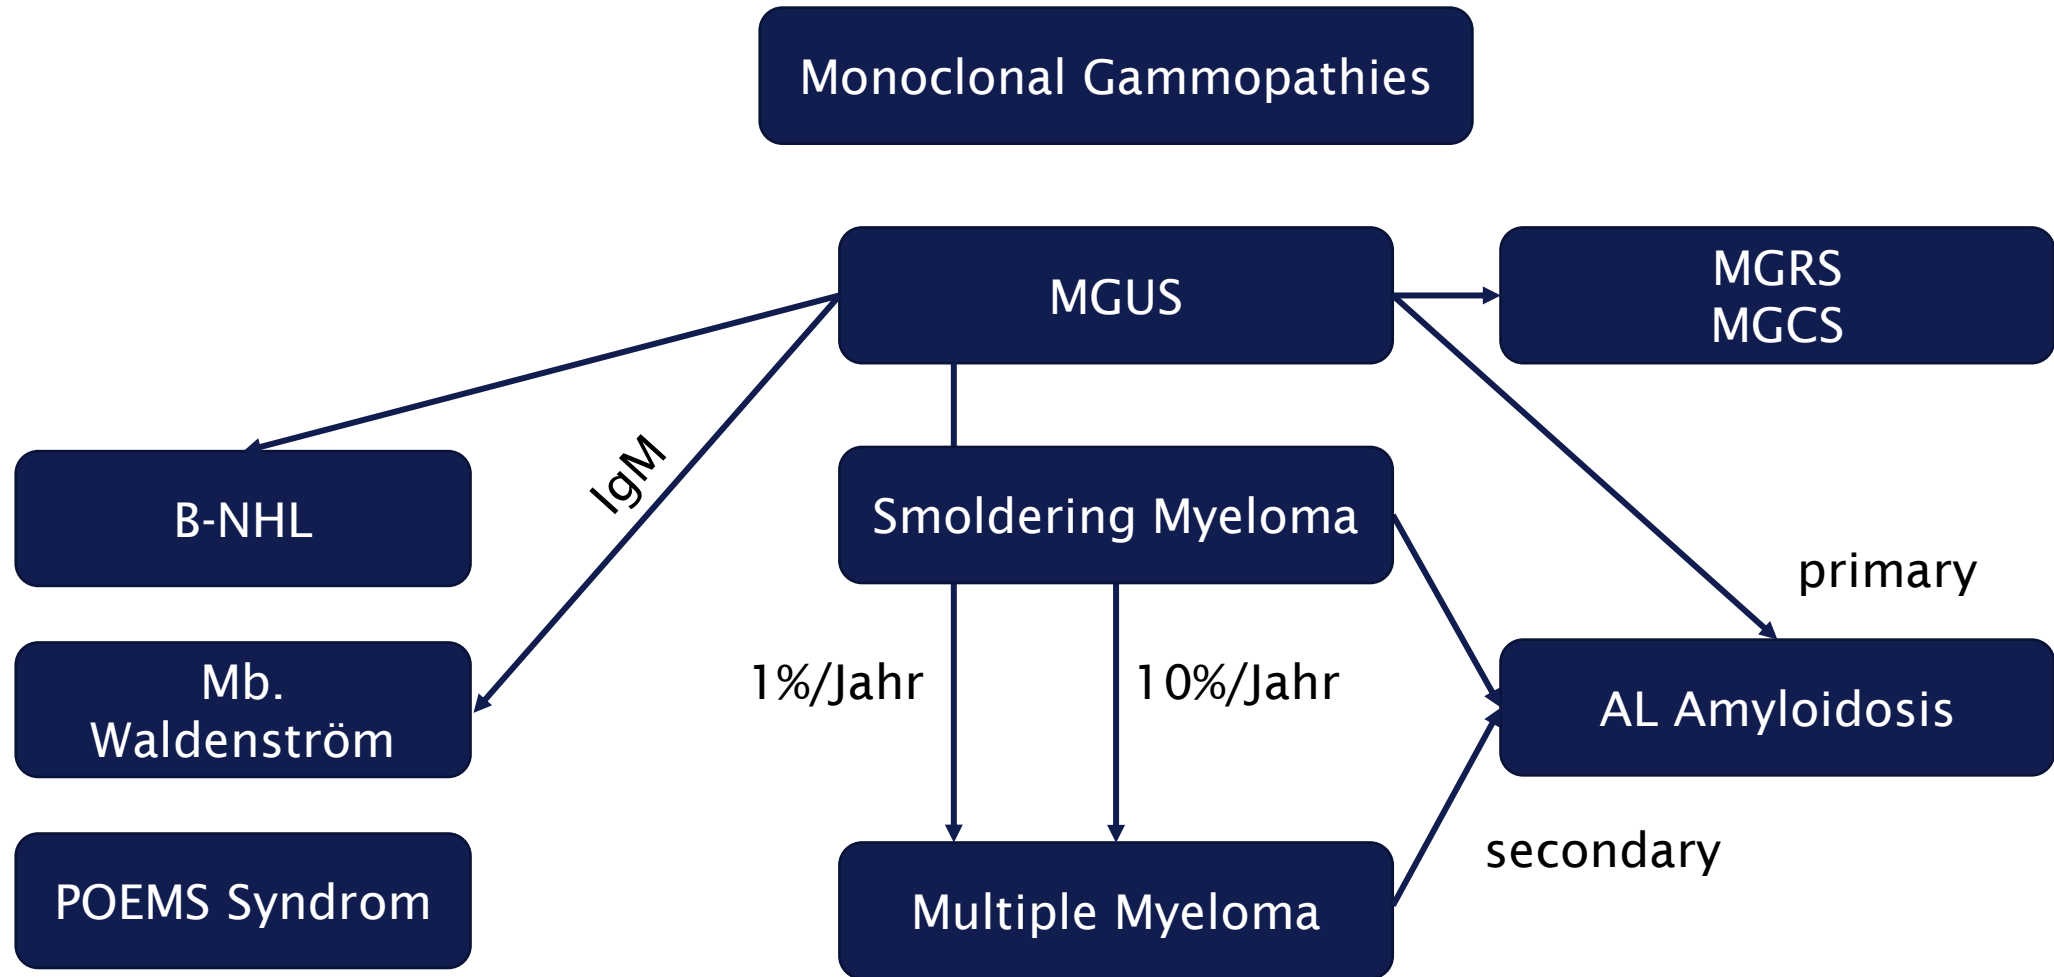 Monoclonal Gammopathies
MGUS
MGRS
MGCS
IgM
B-NHL
Smoldering Myeloma
primary
Mb.
Waldenström
1%/Jahr
10%/Jahr
AL Amyloidosis
secondary
POEMS Syndrom
Multiple Myeloma